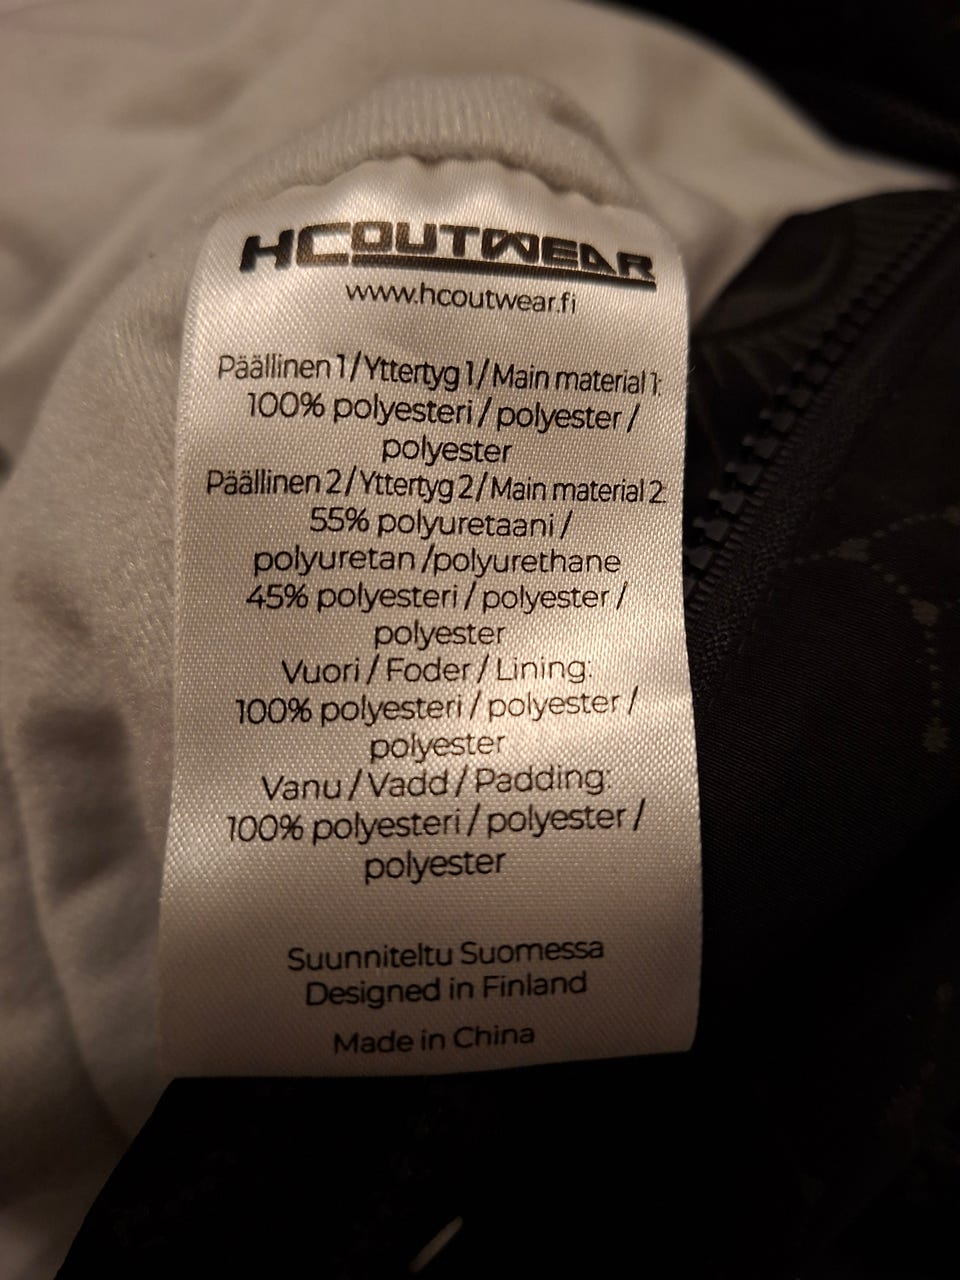 HCOUTWEAR
www.hcoutwear.fi
Päällinen 1/Yttertyg 1/Main material 1:
100% polyesteri / polyester /
polyester
Päällinen 2/Yttertyg 2/Main material 2:
55% polyuretaani /
polyuretan /polyurethane
45% polyesteri / polyester /
polyester
Vuori / Foder / Lining:
100% polyesteri / polyester /
polyester
Vanu / Vadd / Padding:
100% polyesteri / polyester /
polyester
Suunniteltu Suomessa
Designed in Finland
Made in China